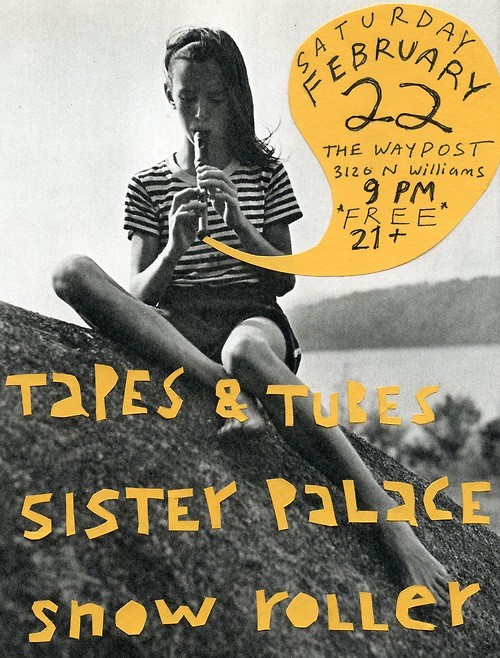 SATURDAY
FEBRUARY
22
THE WAYPOST
3120 N Williams
9 PM
*FREE*
21+
TAPES & TUBES
SISTER PALACE
snow roller